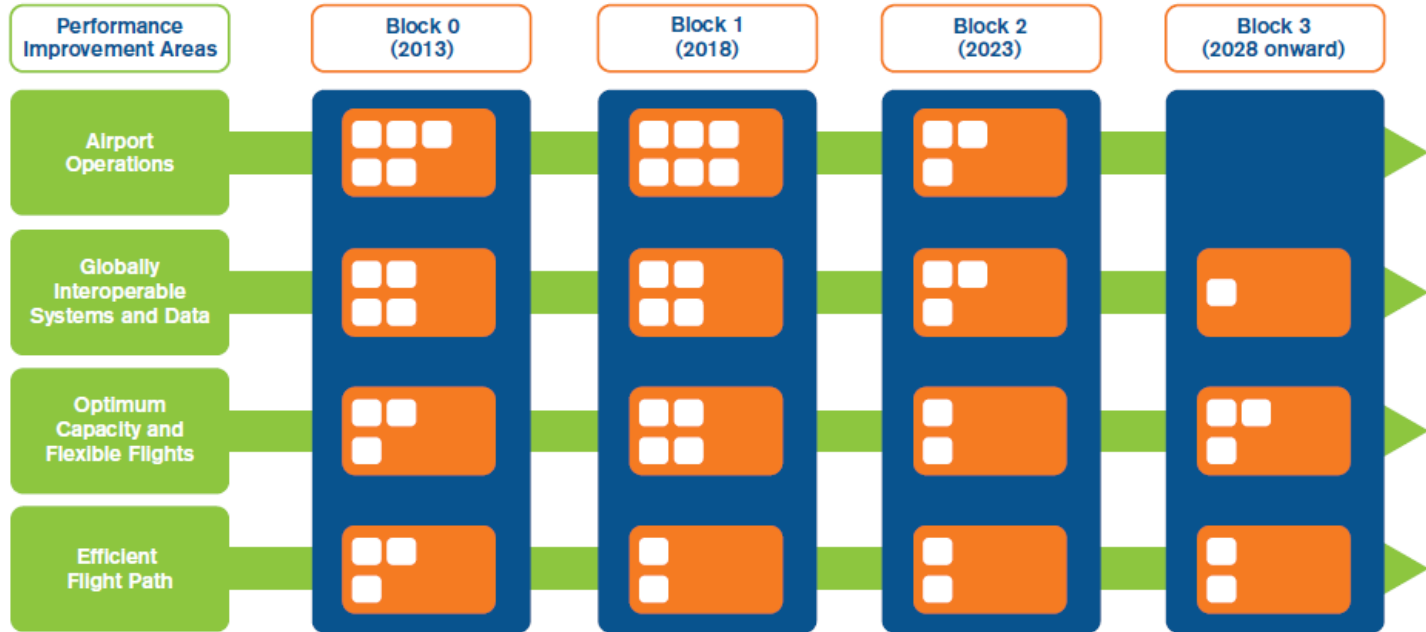 Performance
Improvement Areas
Block 0
(2013)
Block 1
(2018)
Block 2
(2023)
Block 3
(2028 onward)
Airport
Operations
Globally
Interoperable
Systems and Data
Optimum
Capacity and
Flexible Flights
Efficient
Flight Path